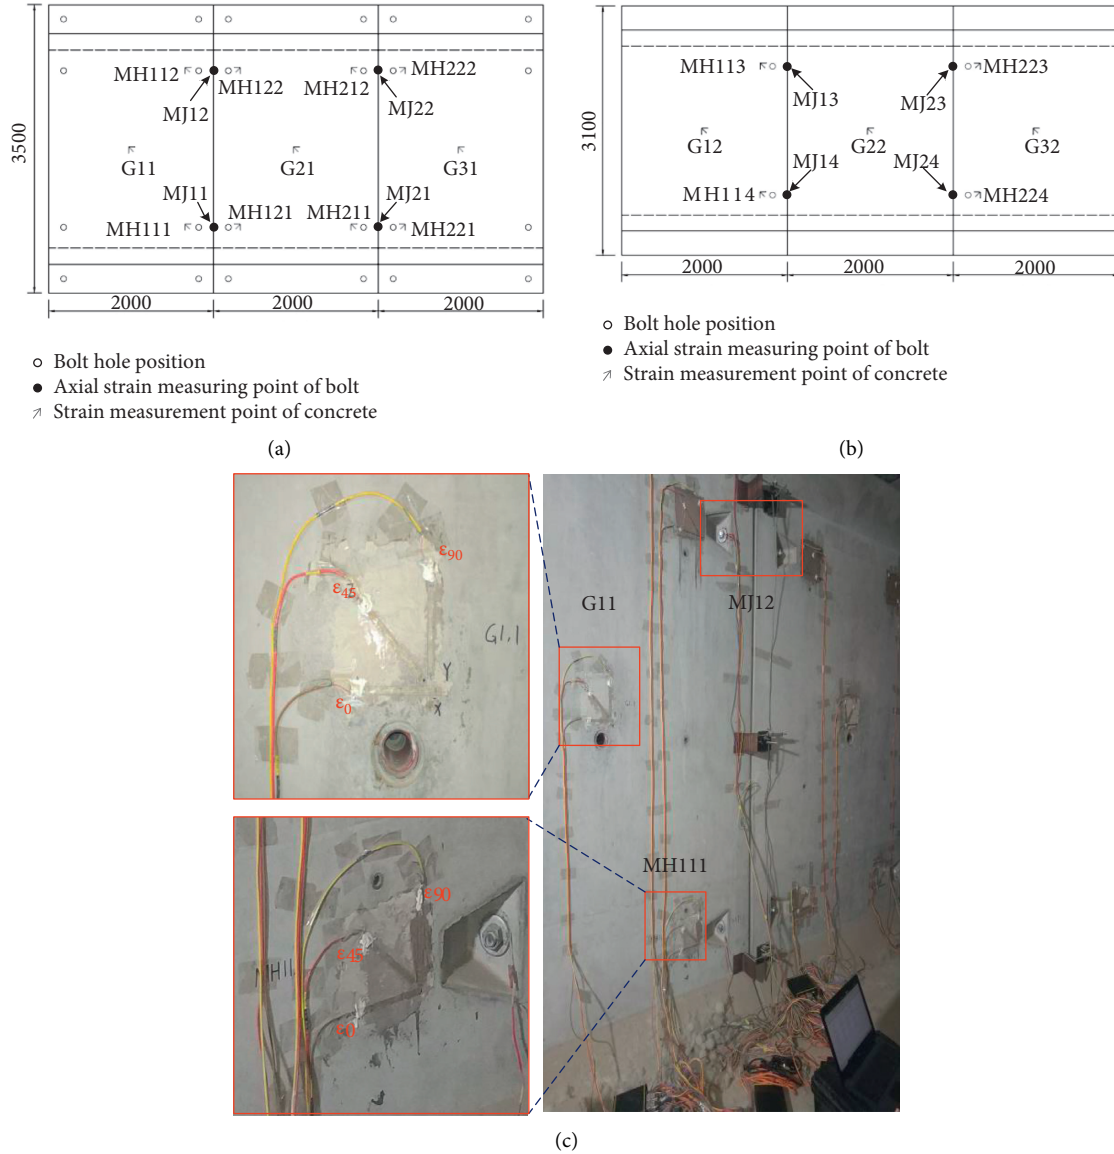 3500
MH112
MH122
MH212
MH222
MJ12
MJ22
G11
G21
G31
MJ11
MJ21
MH111
MH121
MH211
MH221
2000
2000
2000
○ Bolt hole position
● Axial strain measuring point of bolt
↗ Strain measurement point of concrete
(a)
3100
MH113
MH223
MJ13
MJ23
G12
G22
G32
MJ14
MJ24
MH114
MH224
2000
2000
2000
○ Bolt hole position
● Axial strain measuring point of bolt
↗ Strain measurement point of concrete
(b)
ε90
ε45
G1.1
Y
ε0
X
ε90
ε45
MH11
ε0
G11
MJ12
MH111
(c)